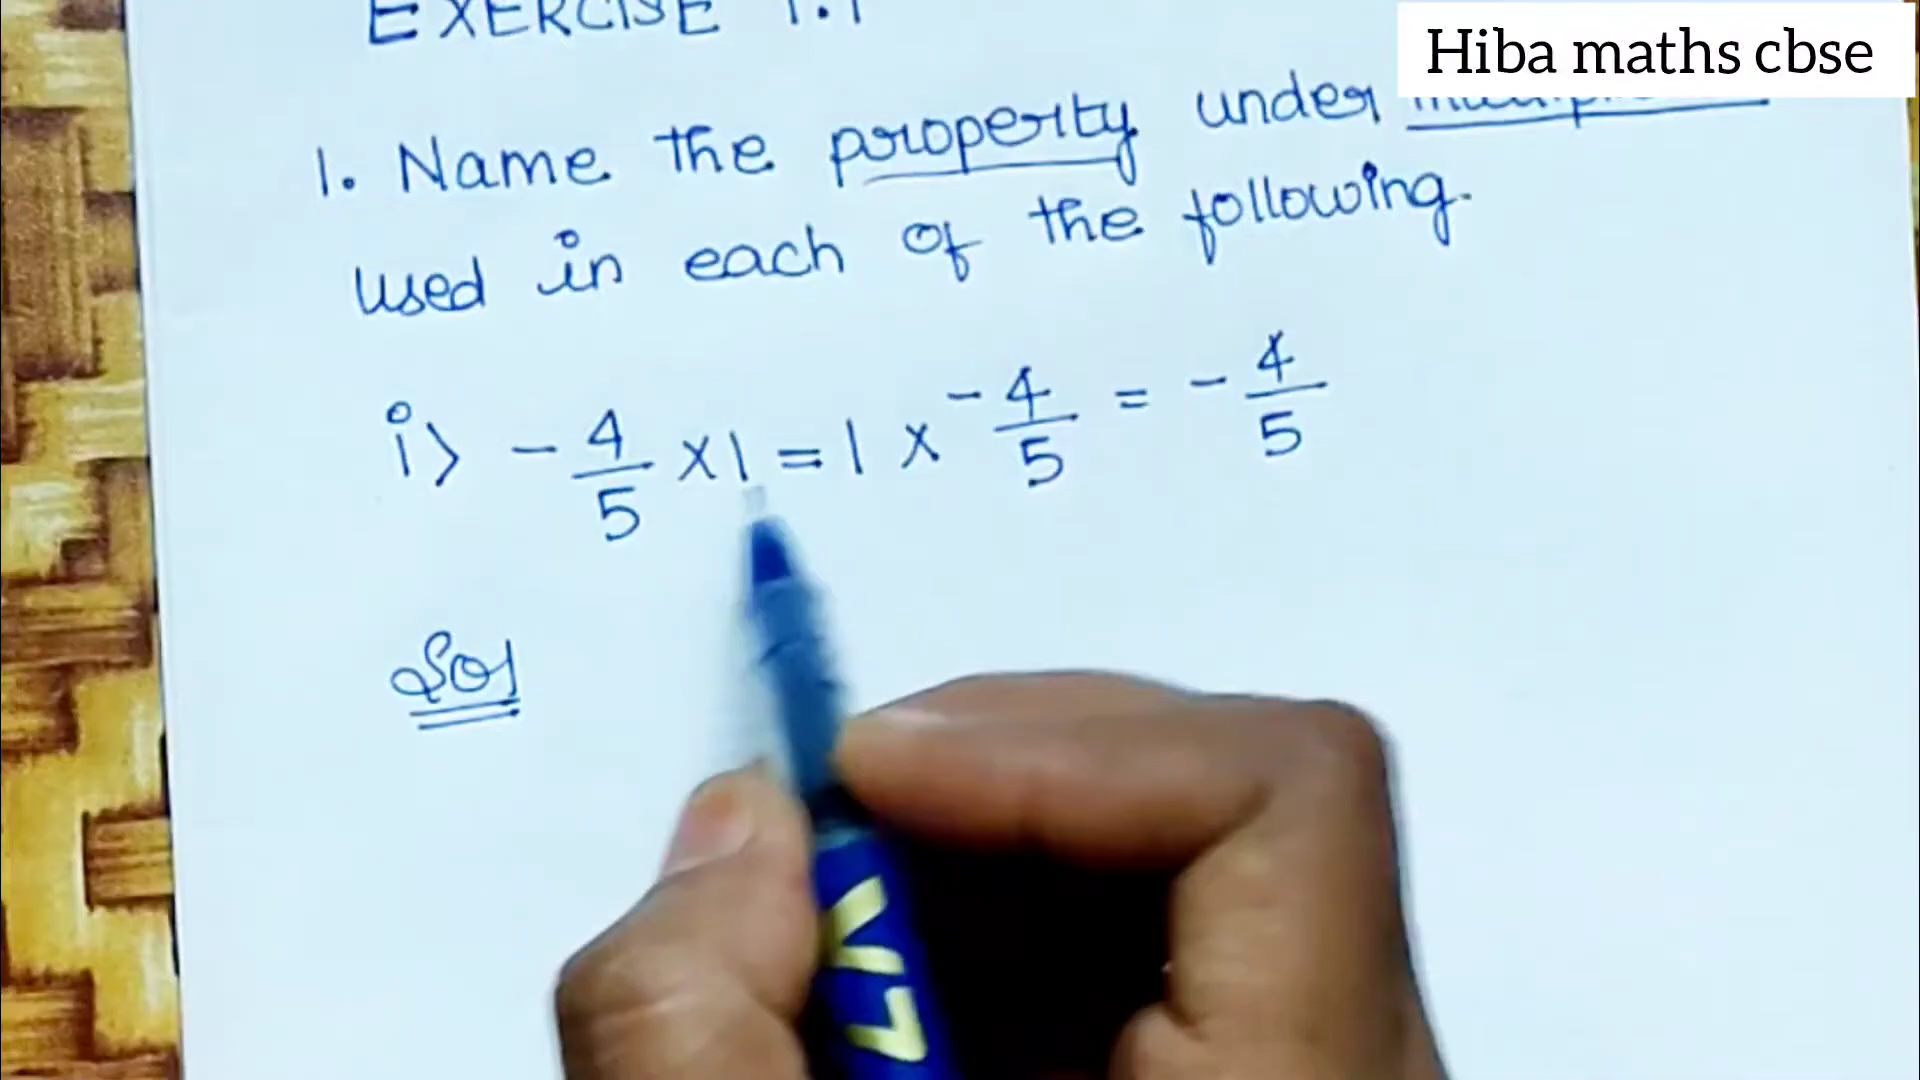 EXERCISE 1.1
Hiba maths cbse
1. Name the property under
used in each of the following.
i> -4/5 x 1 = 1 x -4/5 = -4/5
Sol
V7